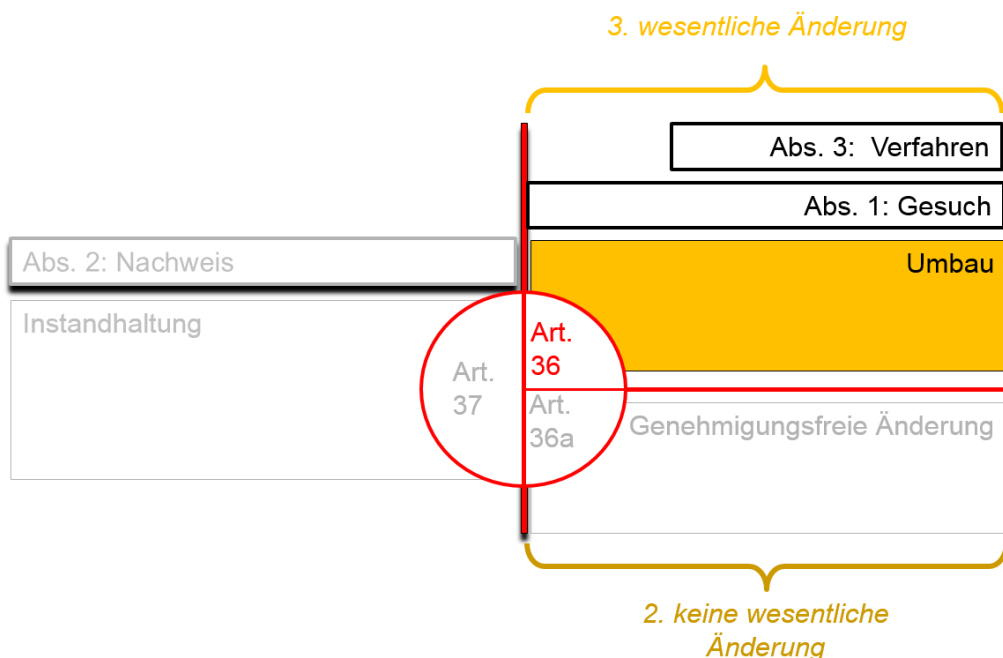 3. wesentliche Änderung
Abs. 3: Verfahren
Abs. 1: Gesuch
Abs. 2: Nachweis
Umbau
Instandhaltung
Art.
36
Art.
37
Art.
36a
Genehmigungsfreie Änderung
2. keine wesentliche
Änderung